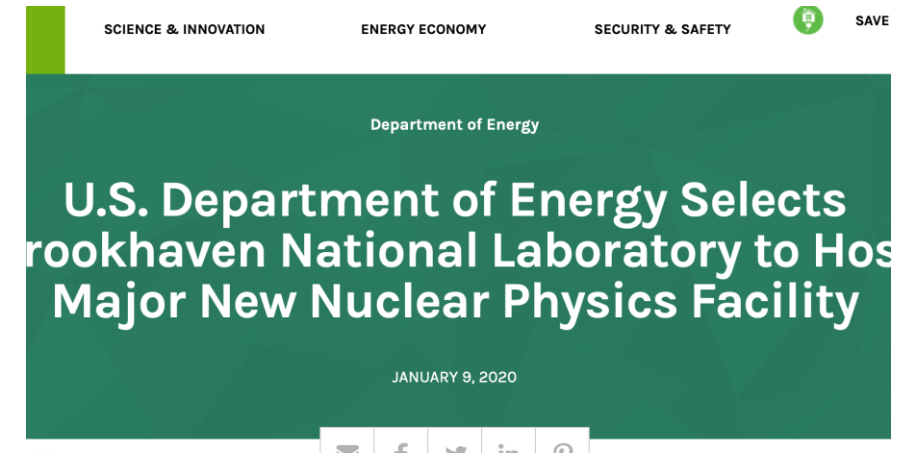 SCIENCE & INNOVATION ENERGY ECONOMY SECURITY & SAFETY SAVE
Department of Energy
U.S. Department of Energy Selects
rookhaven National Laboratory to Hos
Major New Nuclear Physics Facility
JANUARY 9, 2020